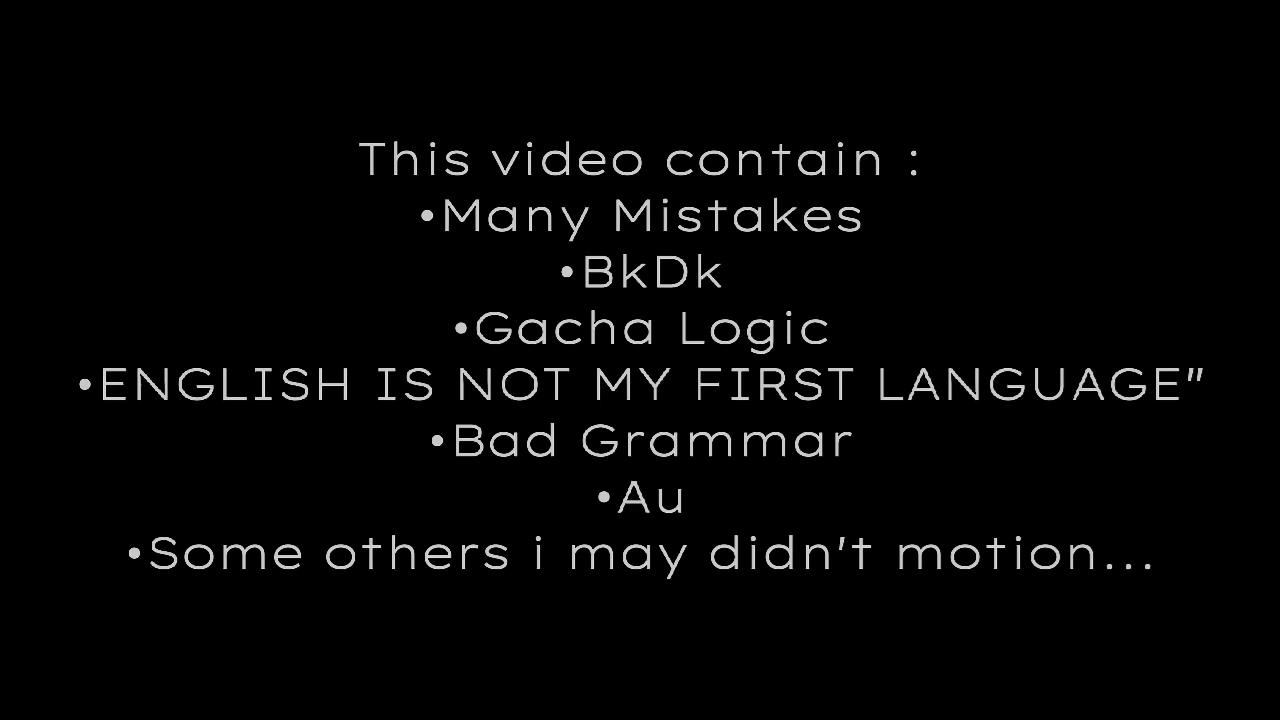 This video contain :
•Many Mistakes
•BkDk
•Gacha Logic
•ENGLISH IS NOT MY FIRST LANGUAGE"
•Bad Grammar
•Au
•Some others i may didn't motion...